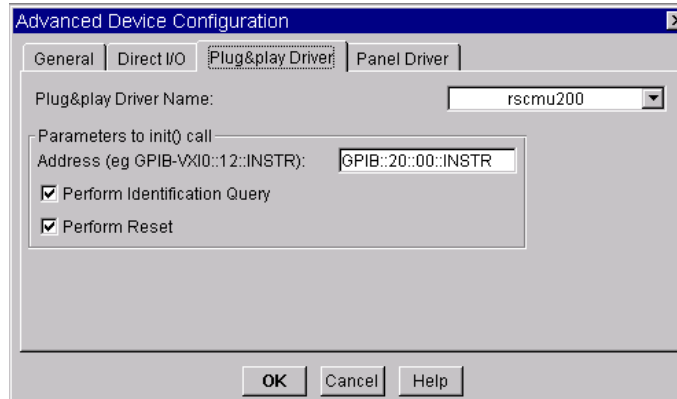 Advanced Device Configuration
General Direct I/O Plug&play Driver Panel Driver
Plug&play Driver Name: rscmu200
Parameters to init() call
Address (eg GPIB-VXI0::12::INSTR): GPIB::20::00::INSTR
Perform Identification Query
Perform Reset
OK Cancel Help